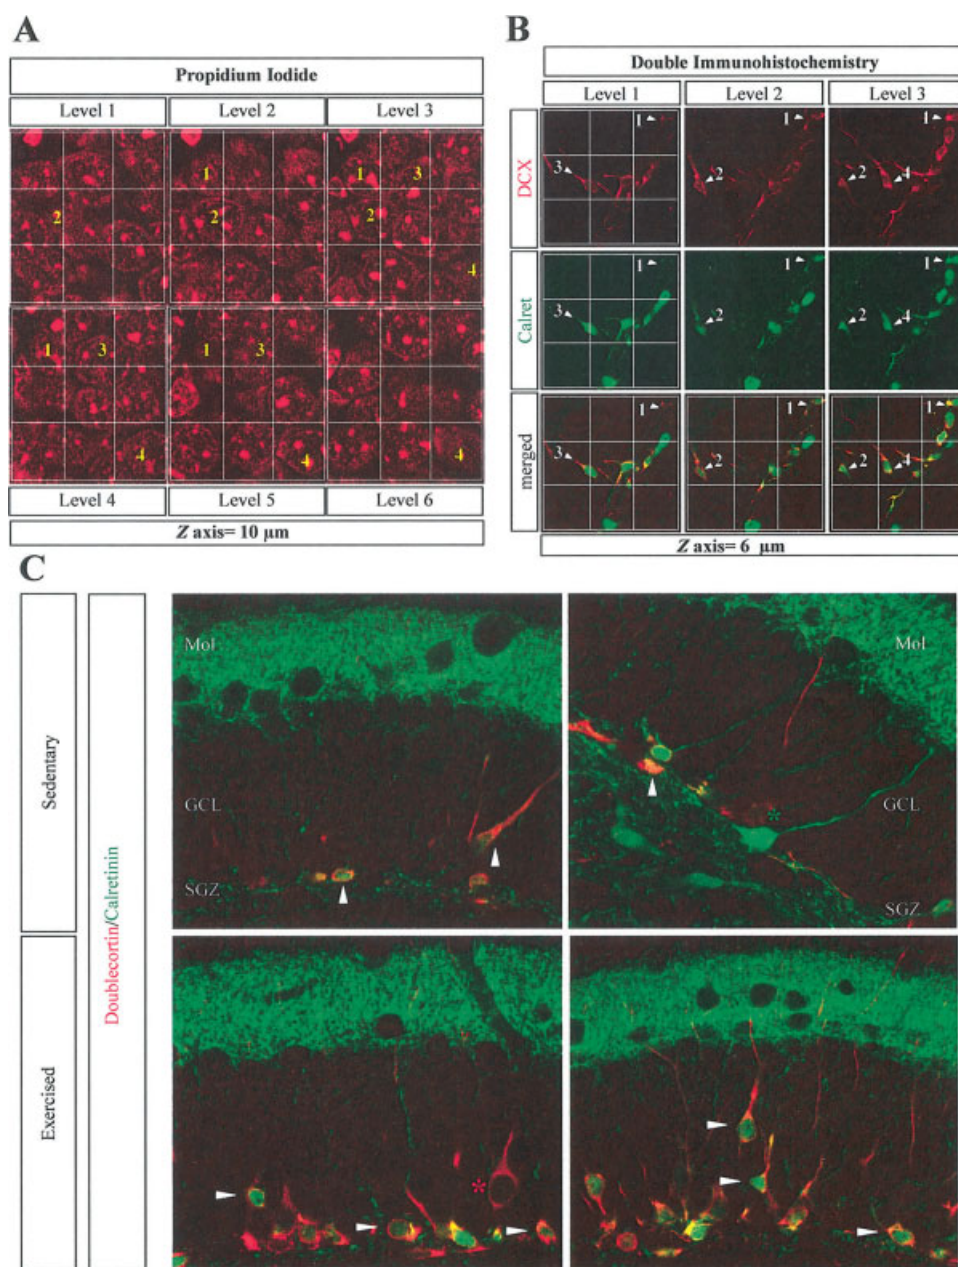 A
Propidium Iodide
Level 1 Level 2 Level 3
1 1 3
2 2 2
4
1 3 1 3
4 4 4
Level 4 Level 5 Level 6
Z axis= 10 µm
B
Double Immunohistochemistry
Level 1 Level 2 Level 3
DCX
1 1 1
3 2 2 4
Calret
1 1 1
3 2 2 4
merged
1 1 1
3 2 2 4
Z axis= 6 µm
C
Sedentary
Exercised
Doublecortin/Calretinin
Mol
GCL
SGZ
Mol
*
GCL
SGZ
*